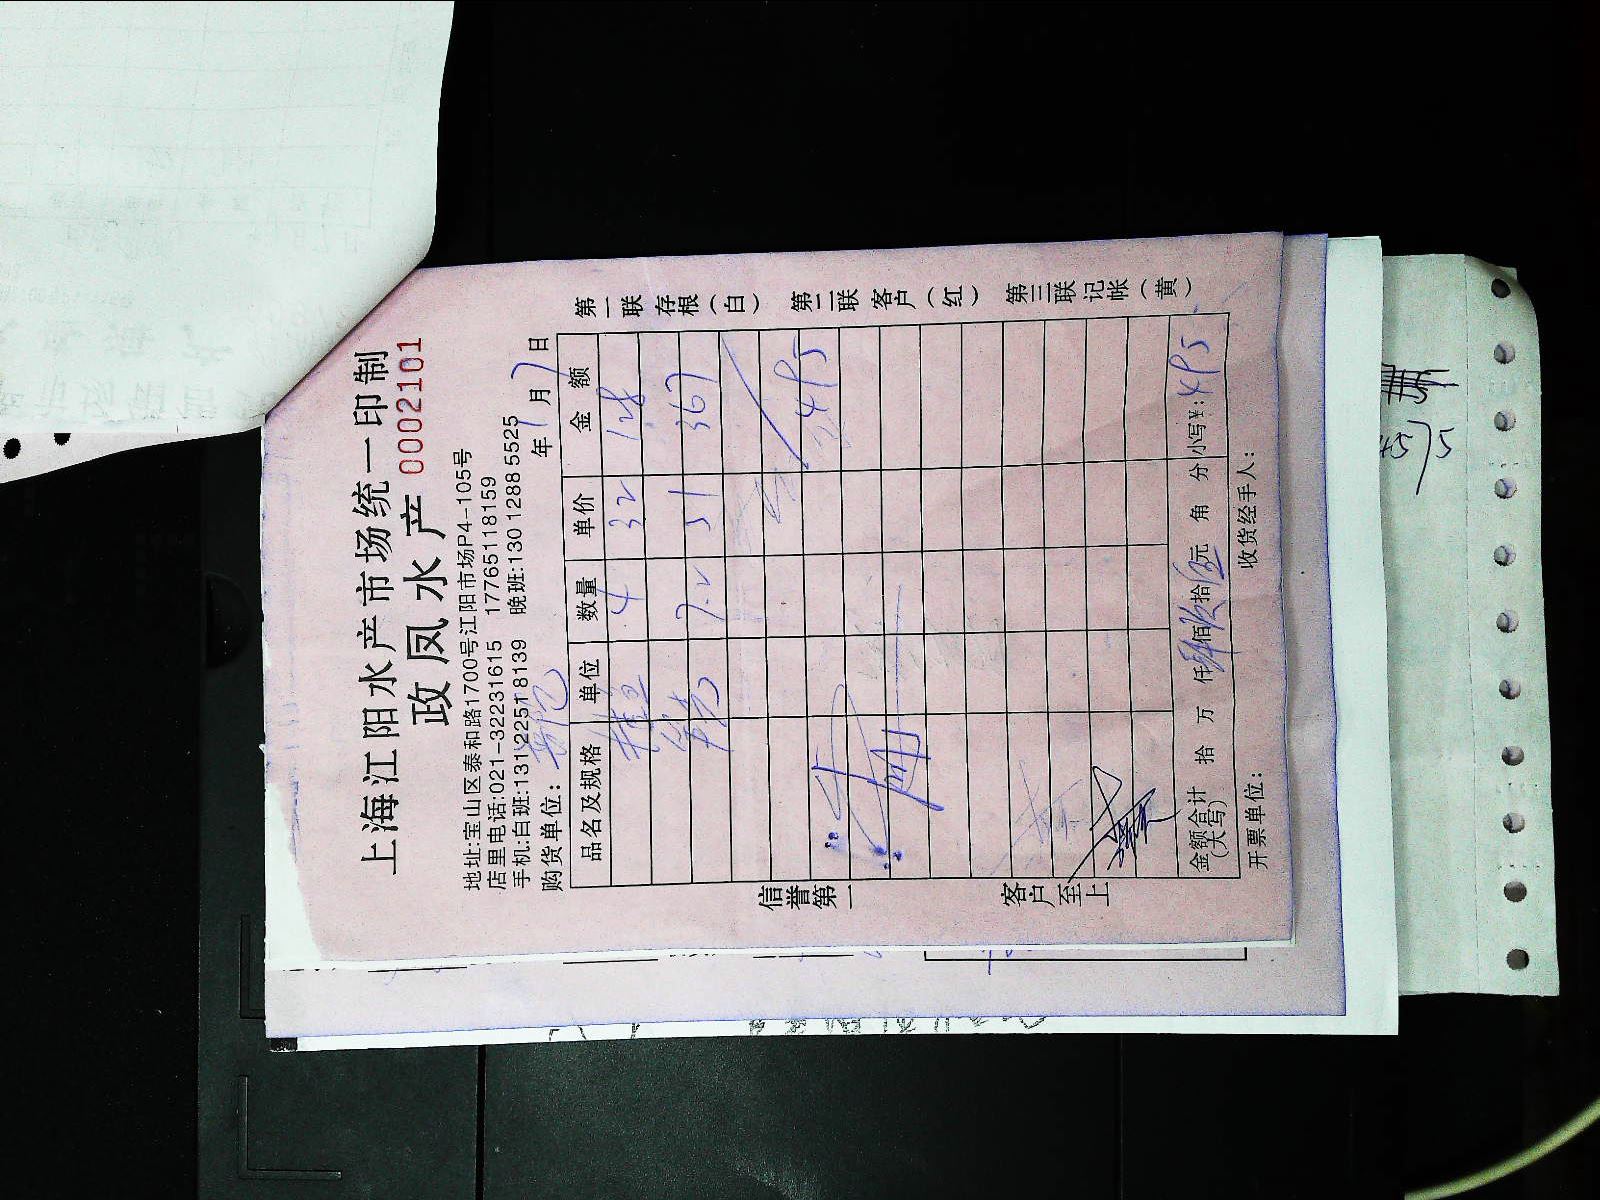 上海江阳水产市场统一印制
政凤水产 0002101
地址:宝山区泰和路1700号江阳市场P4-105号
店里电话:021-32231615 17765118159
手机:白班:131 2251 8139 晚班:130 1288 5525
购货单位: 年 月 7 日
品名及规格 单位 数量 单价 金额
4 32 128
7.2 51 367
495
金额合计(大写) 拾 万 仟 佰 拾 元 角 分 小写¥: 495
开票单位: 收货经手人:
信誉第一
客户至上
第一联 存根(白) 第二联 客户(红) 第三联 记帐(黄)